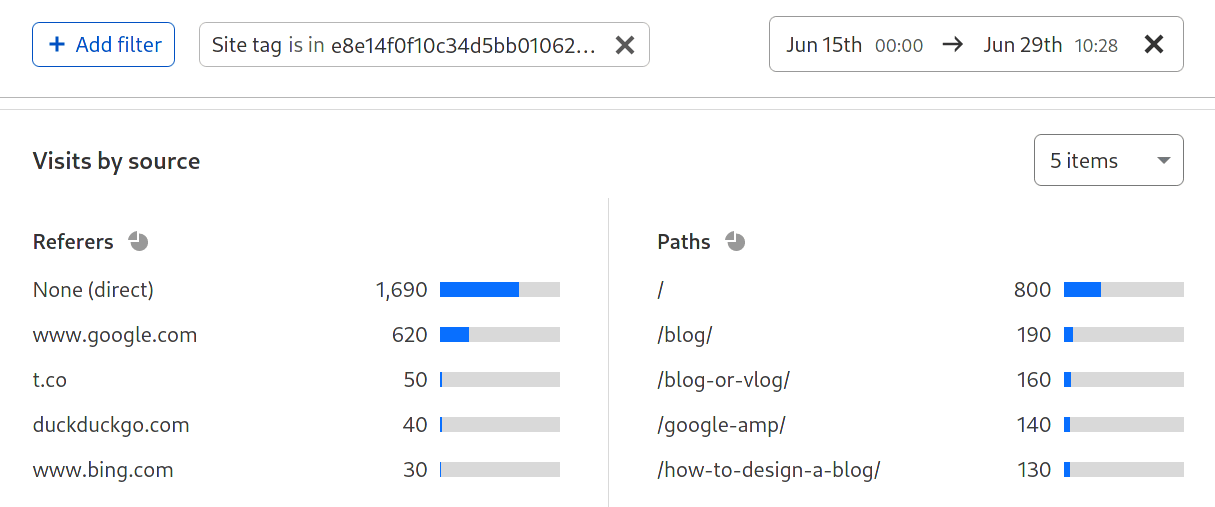 + Add filter
Site tag is in e8e14f0f10c34d5bb01062...
Jun 15th 00:00 → Jun 29th 10:28
Visits by source
5 items
Referers
None (direct) 1,690
www.google.com 620
t.co 50
duckduckgo.com 40
www.bing.com 30
Paths
/ 800
/blog/ 190
/blog-or-vlog/ 160
/google-amp/ 140
/how-to-design-a-blog/ 130